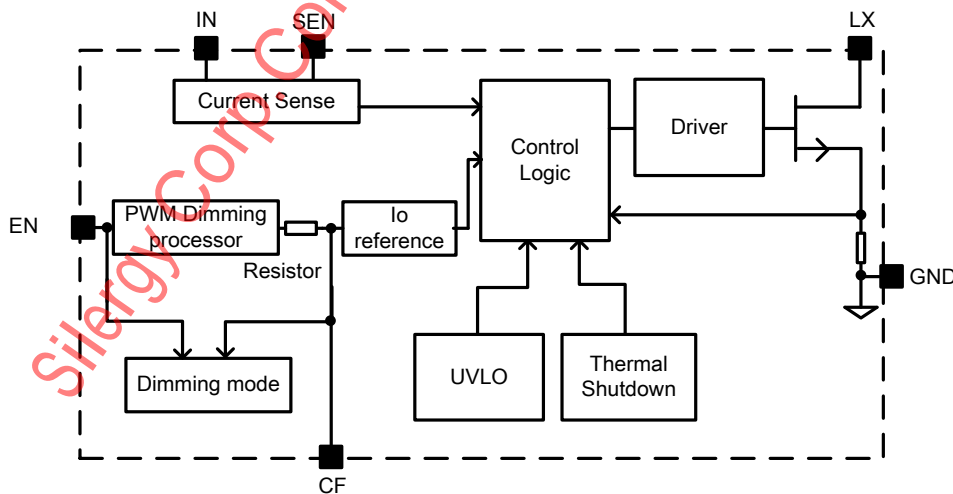 IN
SEN
LX
Current Sense
Control
Logic
Driver
EN
PWM Dimming
processor
Io
reference
Resistor
GND
Dimming mode
UVLO
Thermal
Shutdown
CF
Silergy Corp.Con